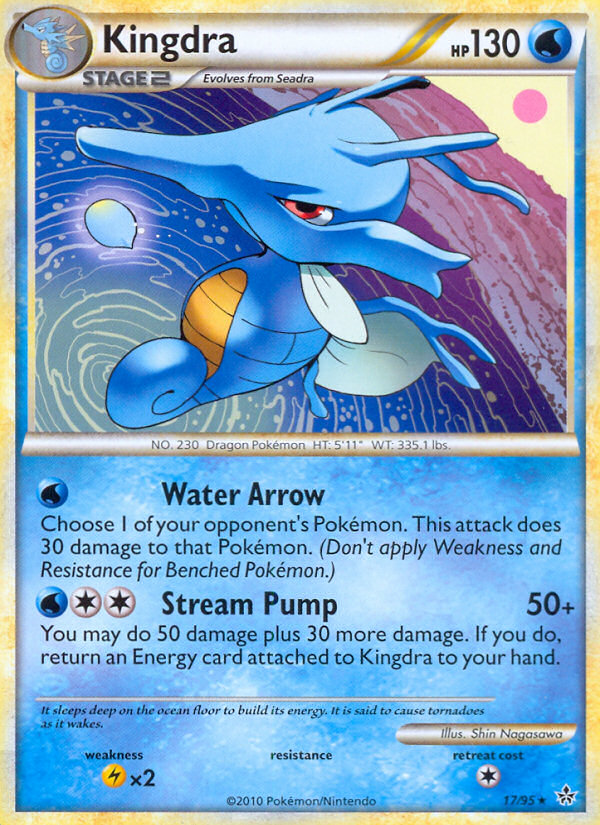 Kingdra
HP130
STAGE 2
Evolves from Seadra
NO. 230 Dragon Pokémon HT: 5'11" WT: 335.1 lbs.
Water Arrow
Choose 1 of your opponent's Pokémon. This attack does
30 damage to that Pokémon. (Don't apply Weakness and
Resistance for Benched Pokémon.)
Stream Pump 50+
You may do 50 damage plus 30 more damage. If you do,
return an Energy card attached to Kingdra to your hand.
It sleeps deep on the ocean floor to build its energy. It is said to cause tornadoes
as it wakes.
Illus. Shin Nagasawa
weakness resistance retreat cost
×2
©2010 Pokémon/Nintendo 17/95 ★